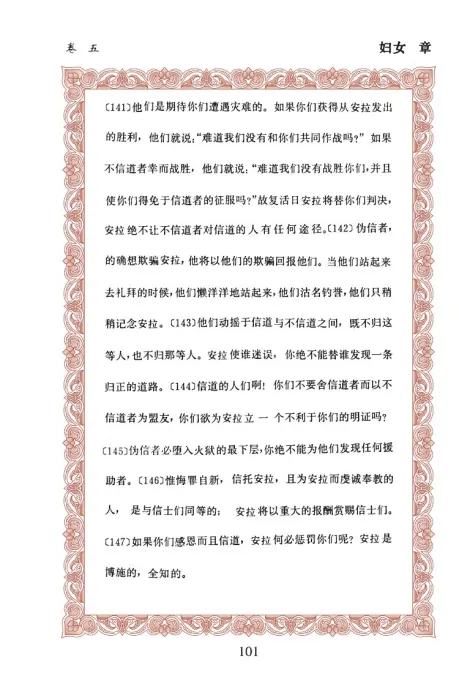 卷 五
妇女 章
〔141〕他们是期待你们遭遇灾难的。如果你们获得从安拉发出
的胜利，他们就说：“难道我们没有和你们共同作战吗？”如果
不信道者幸而战胜，他们就说：“难道我们没有战胜你们，并且
使你们得免于信道者的征服吗？”故复活日安拉将替你们判决，
安拉绝不让不信道者对信道的人有任何途径。〔142〕伪信者，
的确想欺骗安拉，他将以他们的欺骗回报他们。当他们站起来
去礼拜的时候，他们懒洋洋地站起来，他们沽名钓誉，他们只稍
稍记念安拉。〔143〕他们动摇于信道与不信道之间，既不归这
等人，也不归那等人。安拉使谁迷误，你绝不能替谁发现一条
归正的道路。〔144〕信道的人们啊！你们不要舍信道者而以不
信道者为盟友，你们欲为安拉立一个不利于你们的明证吗？
〔145〕伪信者必堕入火狱的最下层，你绝不能为他们发现任何援
助者。〔146〕惟悔罪自新，信托安拉，且为安拉而虔诚奉教的
人，是与信士们同等的；安拉将以重大的报酬赏赐信士们。
〔147〕如果你们感恩而且信道，安拉何必惩罚你们呢？安拉是
博施的，全知的。
101